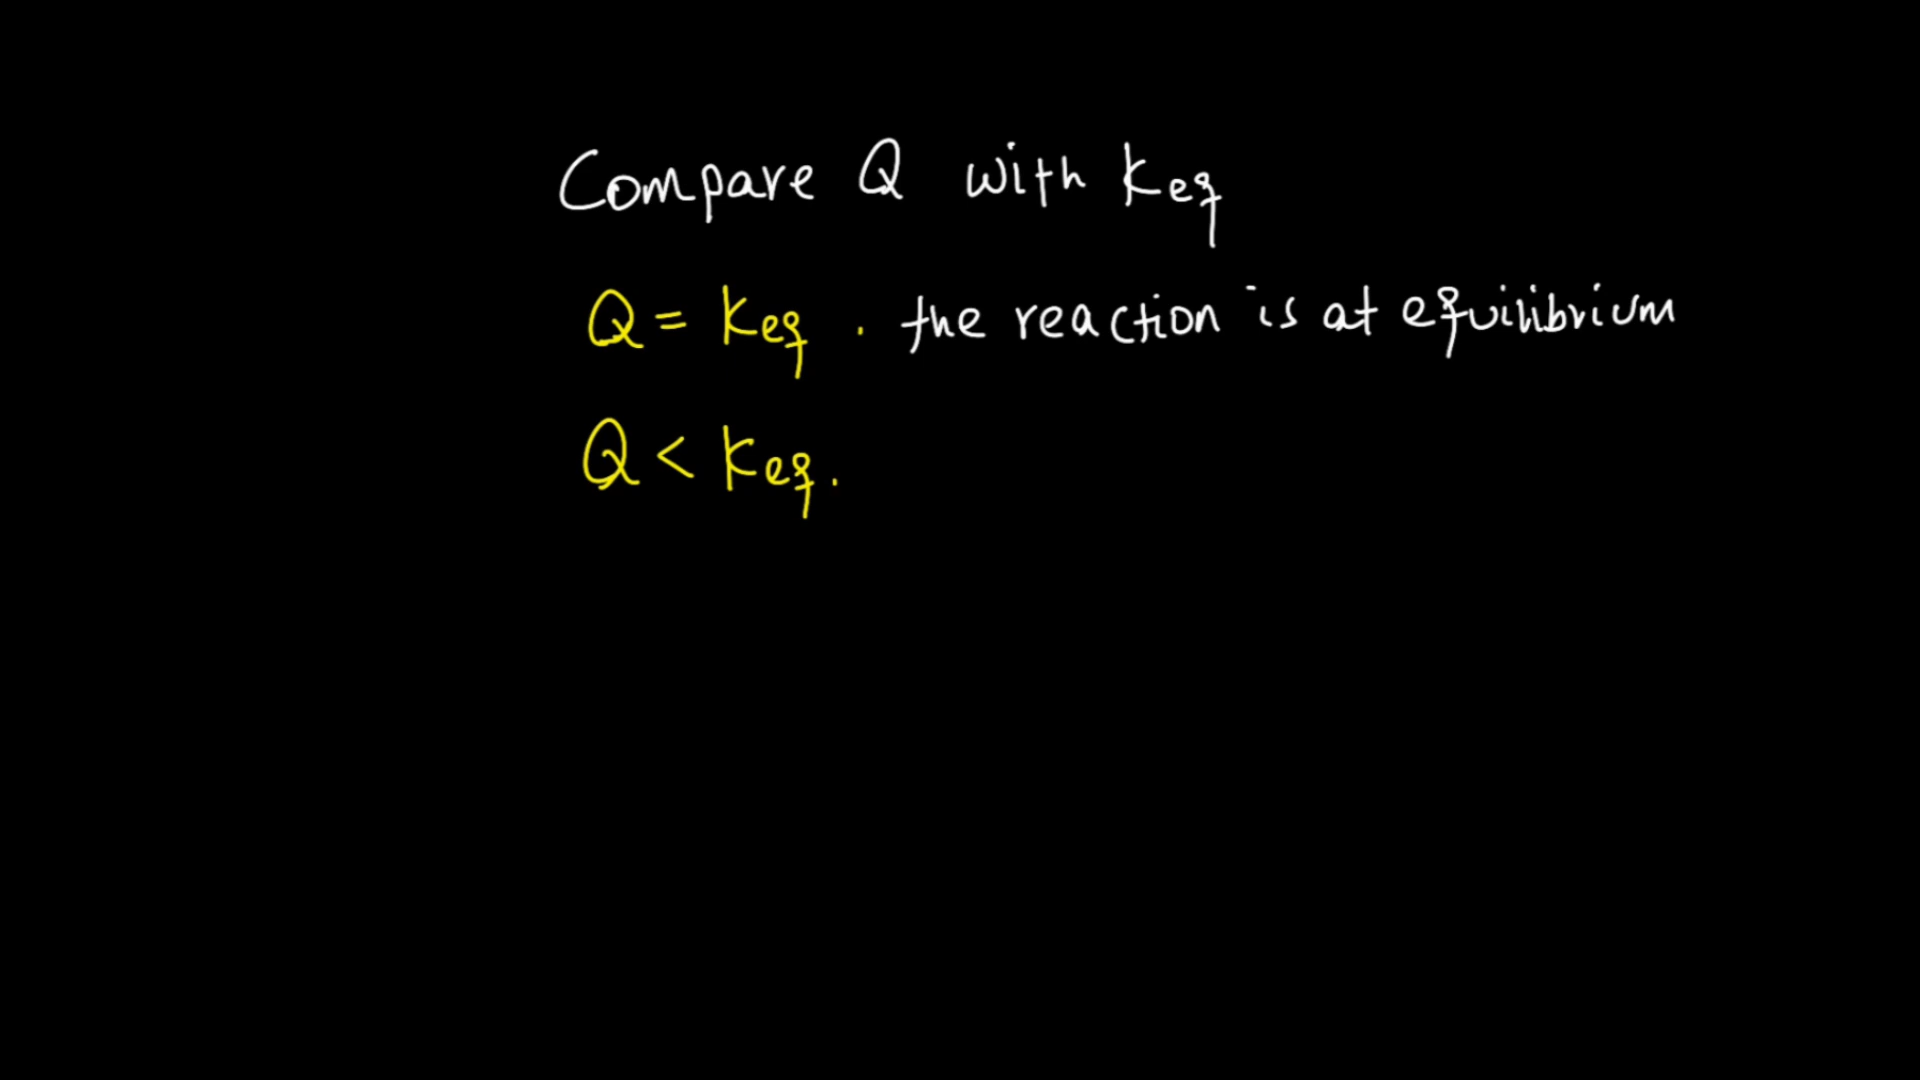 Compare Q with Keq
Q = Keq . the reaction is at equilibrium
Q < Keq.